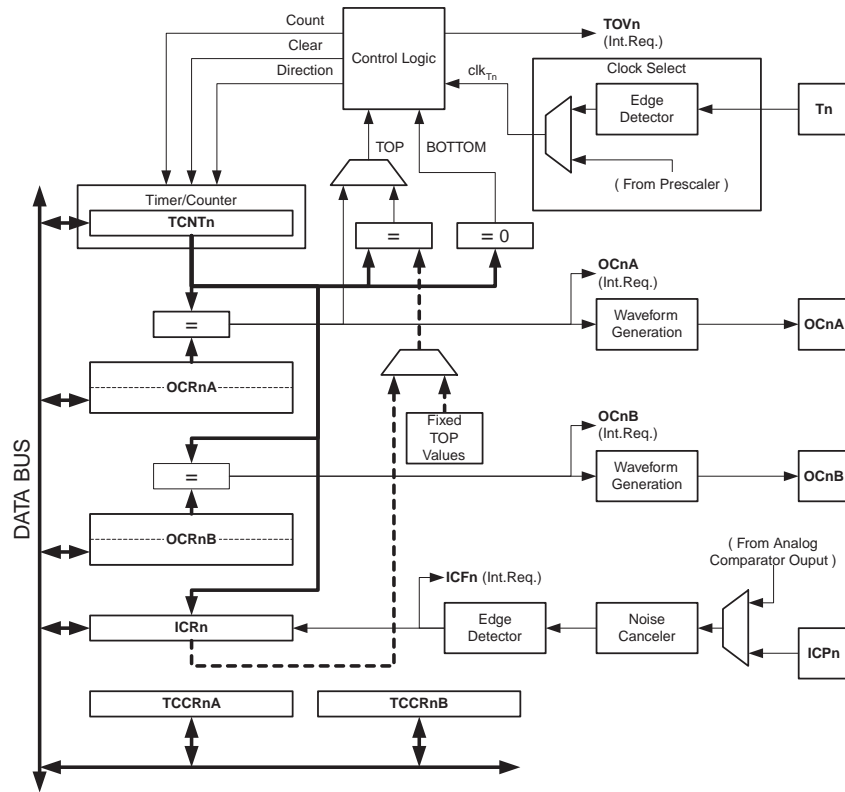 Count
Clear
Direction
Control Logic
TOVn
(Int.Req.)
clkTn
Clock Select
Edge
Detector
Tn
( From Prescaler )
TOP
BOTTOM
Timer/Counter
TCNTn
=
= 0
OCnA
(Int.Req.)
=
Waveform
Generation
OCnA
OCRnA
Fixed
TOP
Values
OCnB
(Int.Req.)
=
Waveform
Generation
OCnB
OCRnB
DATA BUS
( From Analog
Comparator Ouput )
ICFn (Int.Req.)
ICRn
Edge
Detector
Noise
Canceler
ICPn
TCCRnA
TCCRnB